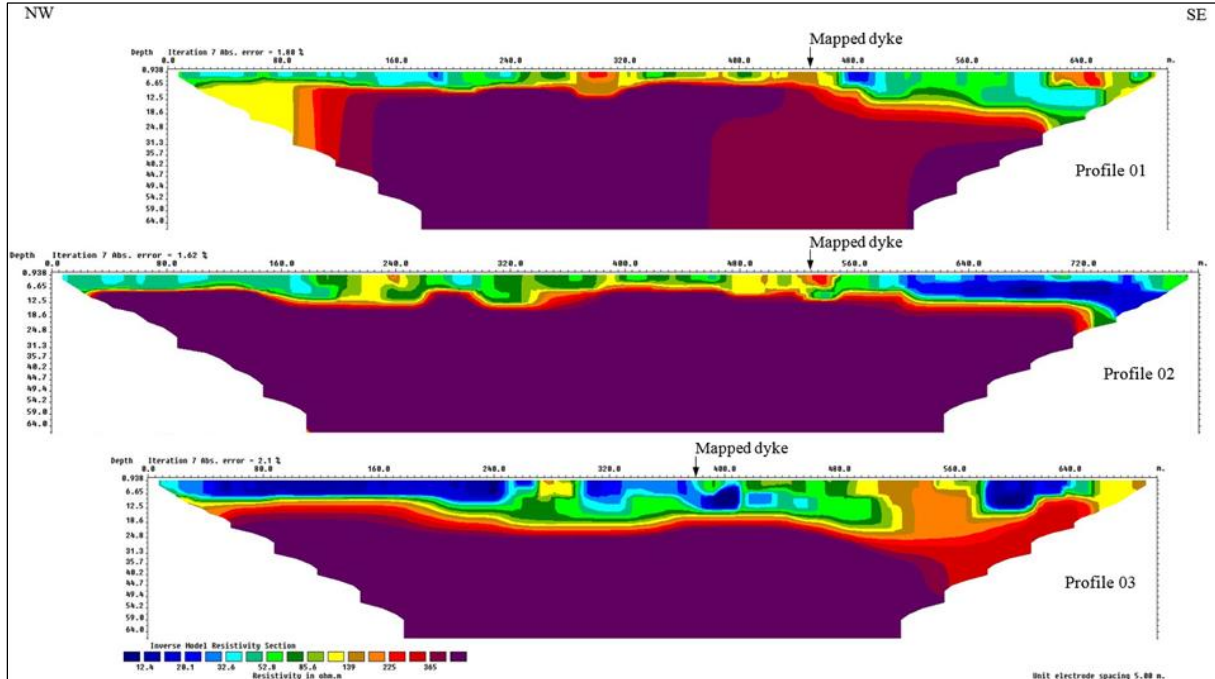 NW SE
Mapped dyke
Depth Iteration 7 Abs. error = 1.80 %
0.0 80.0 160.0 240.0 320.0 400.0 480.0 560.0 640.0 m.
0.938
6.65
12.5
18.6
24.8
31.3
35.7
40.2
44.7
49.4
54.2
59.0
64.0
Profile 01
Mapped dyke
Depth Iteration 7 Abs. error = 1.62 %
0.0 80.0 160.0 240.0 320.0 400.0 480.0 560.0 640.0 720.0 m.
0.938
6.65
12.5
18.6
24.8
31.3
35.7
40.2
44.7
49.4
54.2
59.0
64.0
Profile 02
Mapped dyke
Depth Iteration 7 Abs. error = 2.1 %
0.0 80.0 160.0 240.0 320.0 400.0 480.0 560.0 640.0 m.
0.938
6.65
12.5
18.6
24.8
31.3
35.7
40.2
44.7
49.4
54.2
59.0
64.0
Profile 03
Inverse Model Resistivity Section
12.4 20.1 32.6 52.8 85.6 139 225 365
Resistivity in ohm.m
Unit electrode spacing 5.00 m.